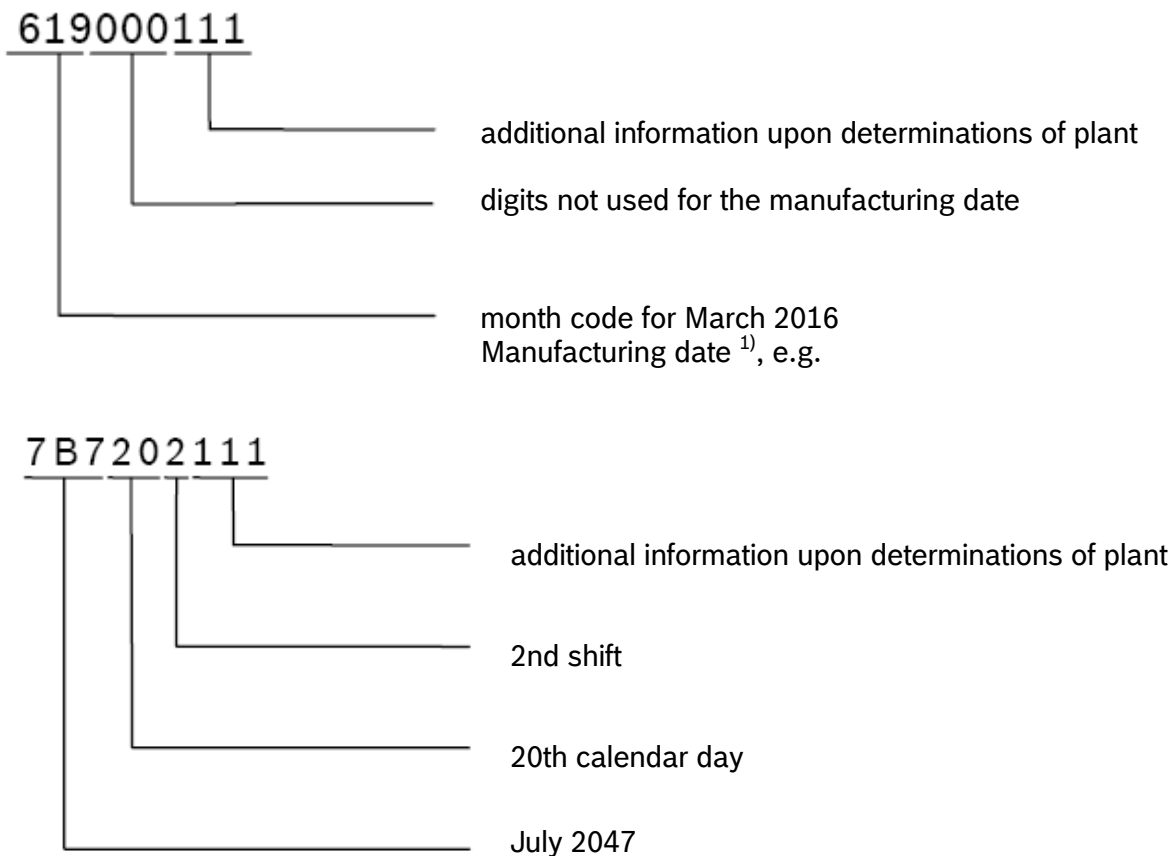 619000111
additional information upon determinations of plant
digits not used for the manufacturing date
month code for March 2016
Manufacturing date ¹⁾, e.g.
7B7202111
additional information upon determinations of plant
2nd shift
20th calendar day
July 2047